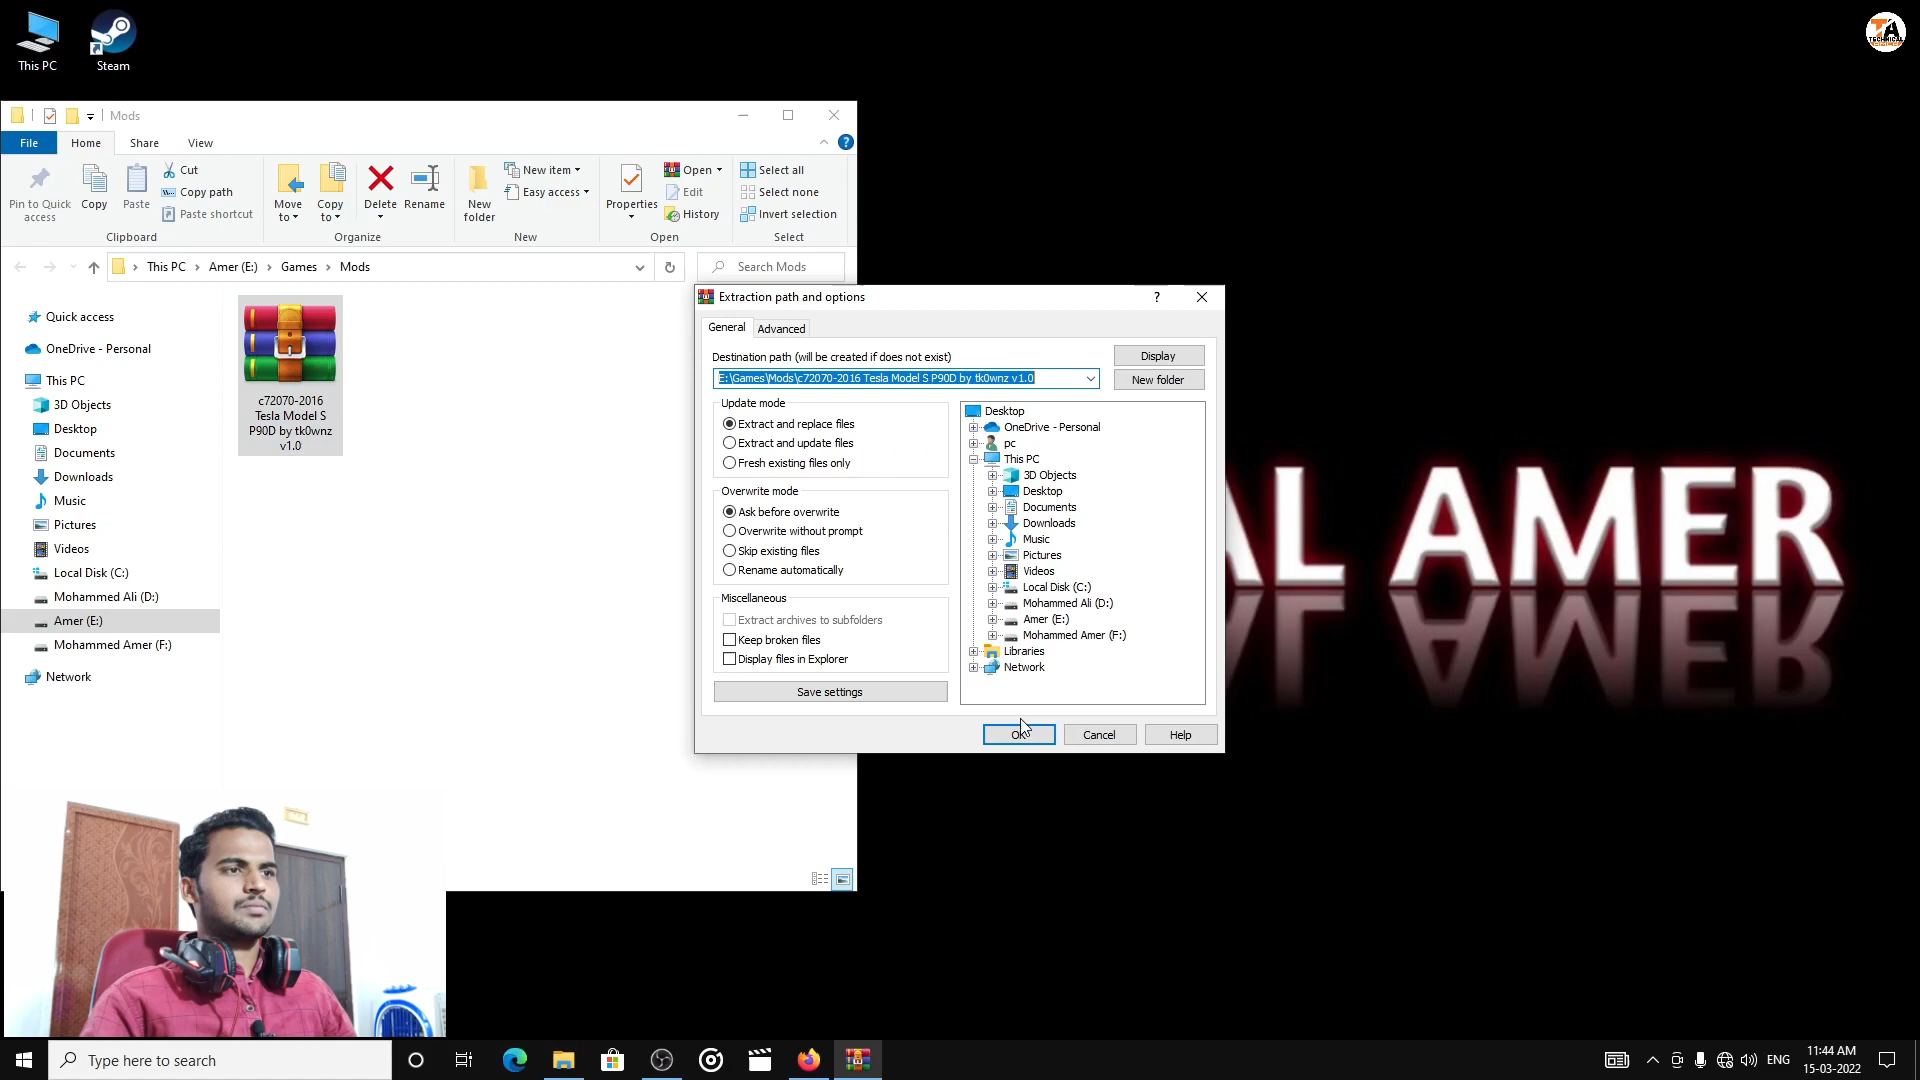 This PC
Steam
TA
TECHNICAL
Mods
File
Home
Share
View
Pin to Quick access
Copy
Paste
Cut
Copy path
Paste shortcut
Clipboard
Move to
Copy to
Delete
Rename
Organize
New folder
New item
Easy access
New
Properties
Open
Edit
History
Open
Select all
Select none
Invert selection
Select
This PC > Amer (E:) > Games > Mods
Search Mods
Quick access
OneDrive - Personal
This PC
3D Objects
Desktop
Documents
Downloads
Music
Pictures
Videos
Local Disk (C:)
Mohammed Ali (D:)
Amer (E:)
Mohammed Amer (F:)
Network
c72070-2016
Tesla Model S
P90D by tk0wnz
v1.0
Extraction path and options
?
General
Advanced
Destination path (will be created if does not exist)
E:\Games\Mods\c72070-2016 Tesla Model S P90D by tk0wnz v1.0
Display
New folder
Update mode
Extract and replace files
Extract and update files
Fresh existing files only
Overwrite mode
Ask before overwrite
Overwrite without prompt
Skip existing files
Rename automatically
Miscellaneous
Extract archives to subfolders
Keep broken files
Display files in Explorer
Save settings
Desktop
OneDrive - Personal
pc
This PC
3D Objects
Desktop
Documents
Downloads
Music
Pictures
Videos
Local Disk (C:)
Mohammed Ali (D:)
Amer (E:)
Mohammed Amer (F:)
Libraries
Network
OK
Cancel
Help
AL AMER
Type here to search
ENG
11:44 AM
15-03-2022